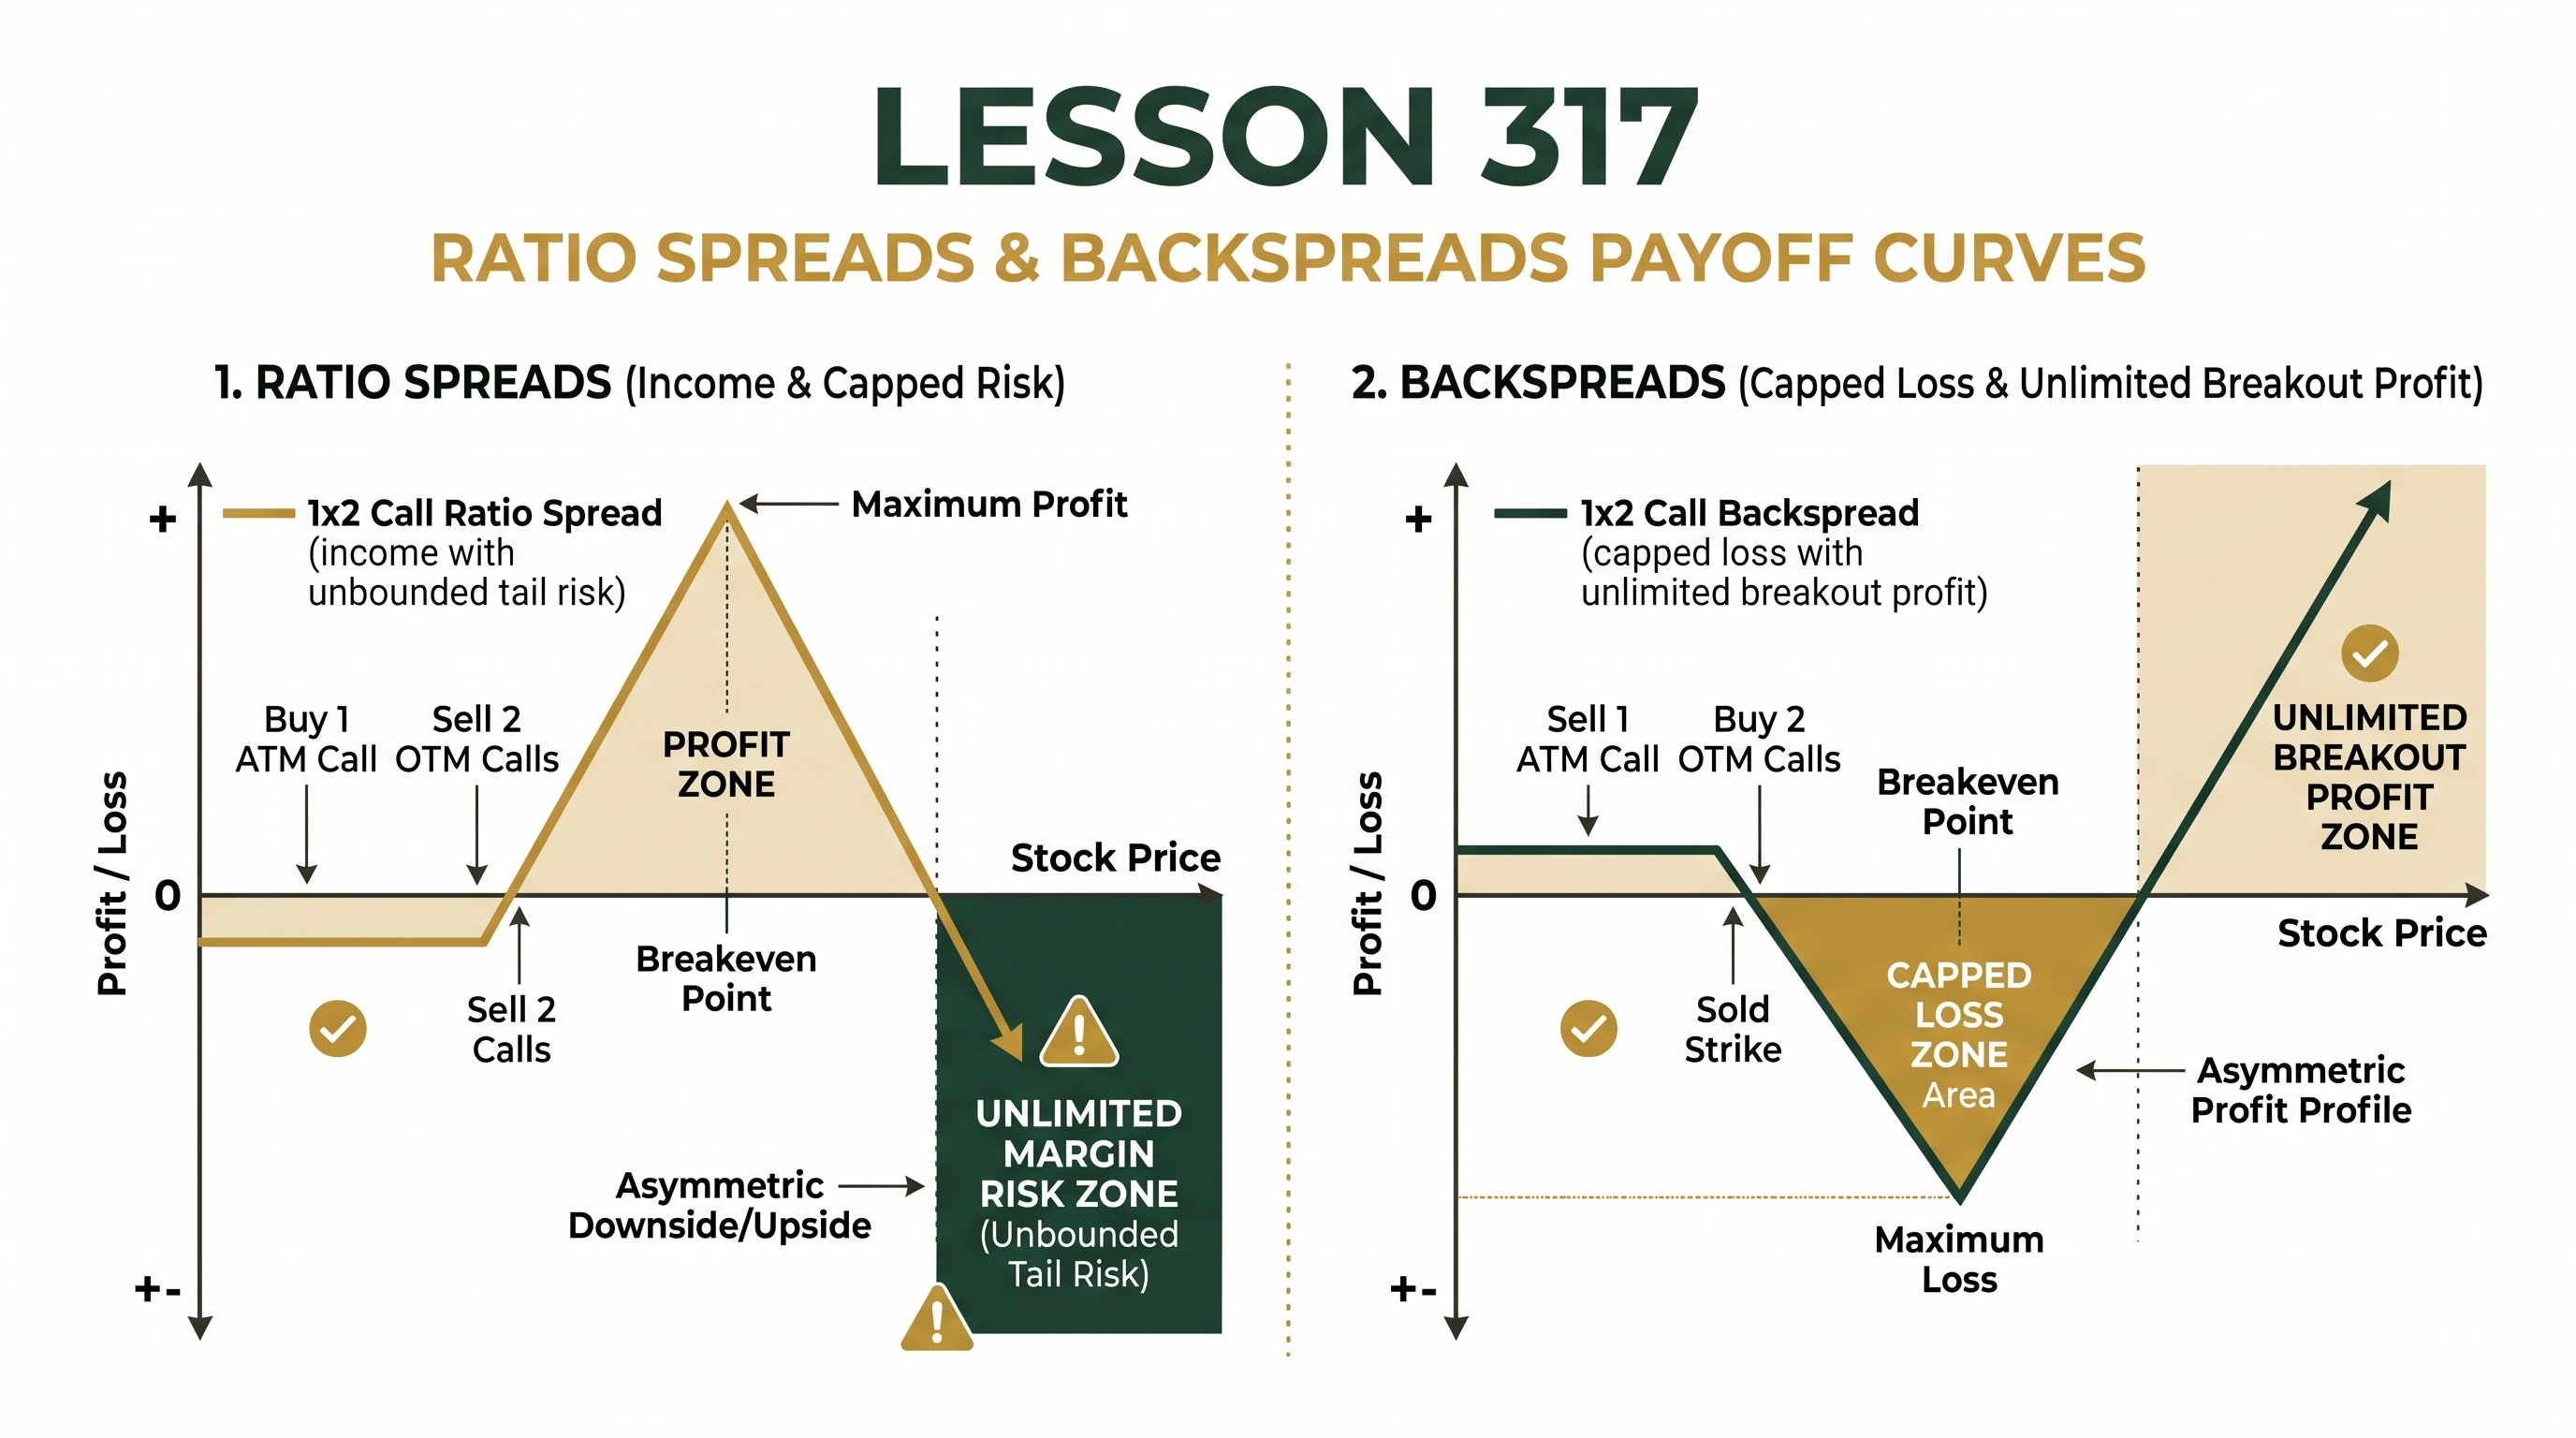 LESSON 317
RATIO SPREADS & BACKSPREADS PAYOFF CURVES
1. RATIO SPREADS (Income & Capped Risk)
+
1x2 Call Ratio Spread
(income with
unbounded tail risk)
Maximum Profit
Buy 1
ATM Call
Sell 2
OTM Calls
PROFIT
ZONE
Stock Price
Profit / Loss
0
Sell 2
Calls
Breakeven
Point
Asymmetric
Downside/Upside
UNLIMITED
MARGIN
RISK ZONE
(Unbounded
Tail Risk)
+-
2. BACKSPREADS (Capped Loss & Unlimited Breakout Profit)
+
1x2 Call Backspread
(capped loss with
unlimited breakout profit)
Sell 1
ATM Call
Buy 2
OTM Calls
Breakeven
Point
UNLIMITED
BREAKOUT
PROFIT
ZONE
Profit / Loss
0
Stock Price
Sold
Strike
CAPPED
LOSS
ZONE
Area
Asymmetric
Profit Profile
Maximum
Loss
+-